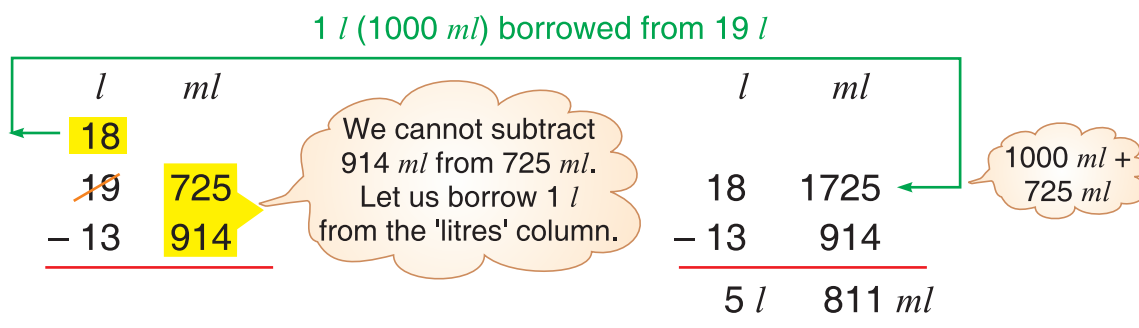 1 l (1000 ml) borrowed from 19 l
l ml
18
19 725
– 13 914
We cannot subtract
914 ml from 725 ml.
Let us borrow 1 l
from the 'litres' column.
l ml
18 1725
– 13 914
5 l 811 ml
1000 ml +
725 ml